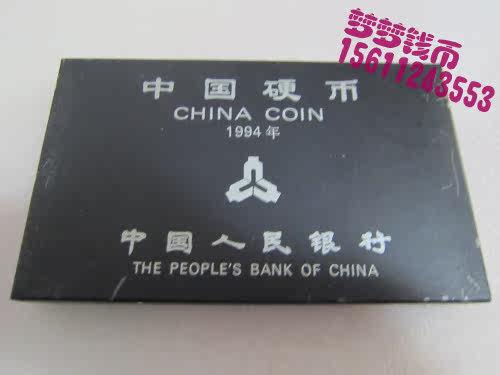 梦梦钱币
15611243553
中国硬币
CHINA COIN
1994年
中国人民银行
THE PEOPLE'S BANK OF CHINA